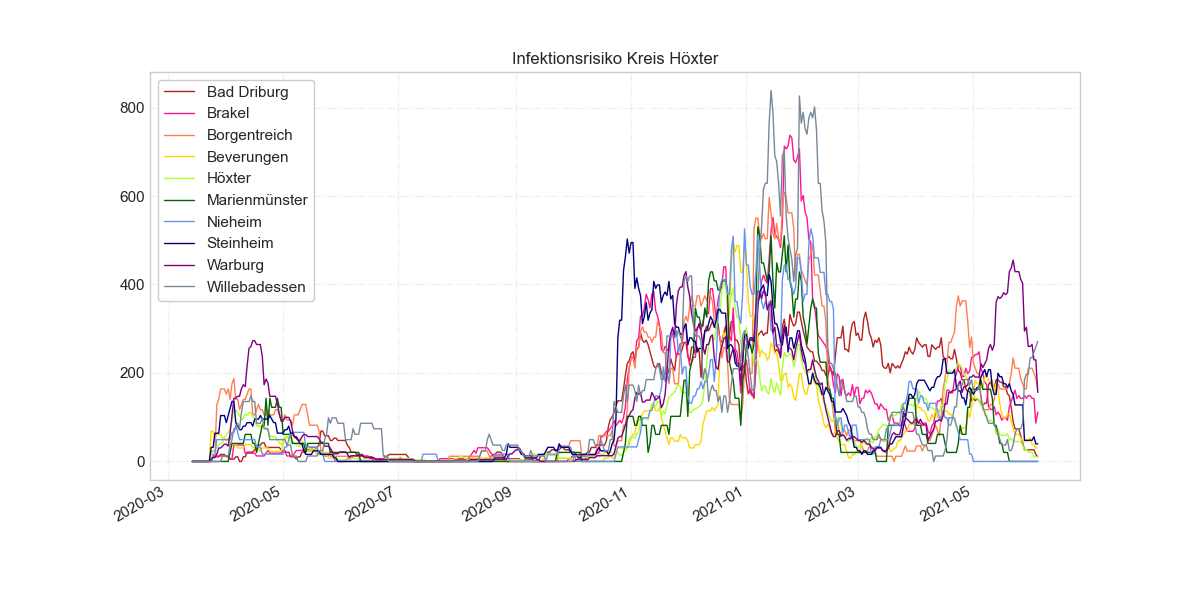 Infektionsrisiko Kreis Höxter
800
600
400
200
0
Bad Driburg
Brakel
Borgentreich
Beverungen
Höxter
Marienmünster
Nieheim
Steinheim
Warburg
Willebadessen
2020-03
2020-05
2020-07
2020-09
2020-11
2021-01
2021-03
2021-05